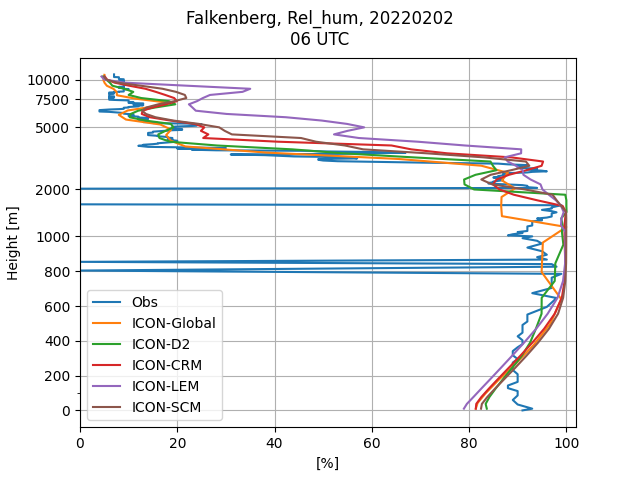 Falkenberg, Rel_hum, 20220202
06 UTC
10000
7500
5000
2000
1000
800
600
400
200
0
Height [m]
Obs
ICON-Global
ICON-D2
ICON-CRM
ICON-LEM
ICON-SCM
0 20 40 60 80 100
[%]